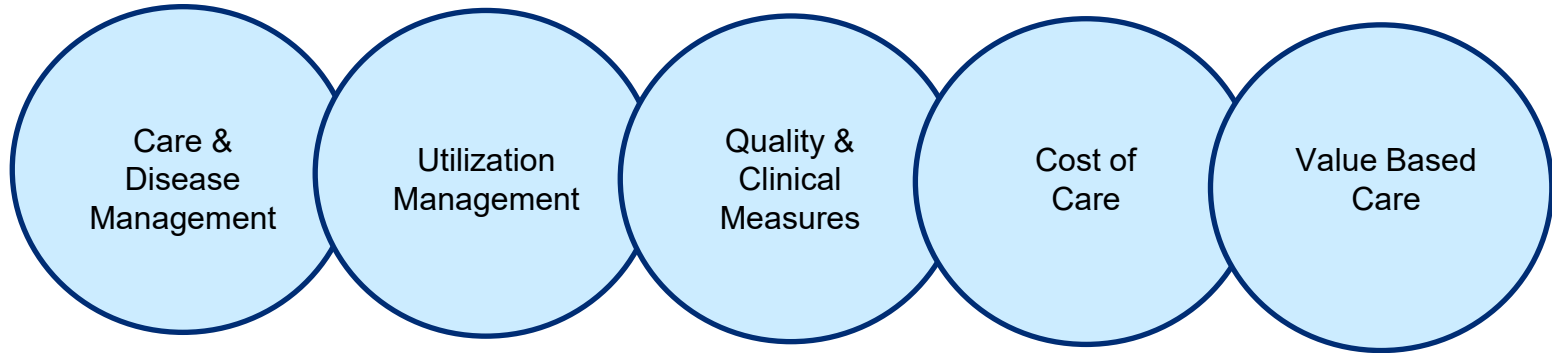 Care &
Disease
Management
Utilization
Management
Quality &
Clinical
Measures
Cost of
Care
Value Based
Care